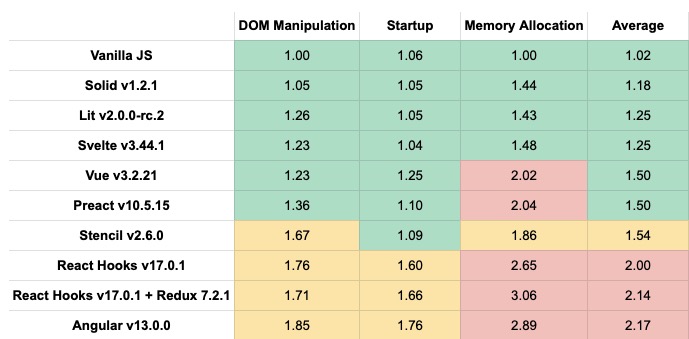 DOM Manipulation Startup Memory Allocation Average
Vanilla JS 1.00 1.06 1.00 1.02
Solid v1.2.1 1.05 1.05 1.44 1.18
Lit v2.0.0-rc.2 1.26 1.05 1.43 1.25
Svelte v3.44.1 1.23 1.04 1.48 1.25
Vue v3.2.21 1.23 1.25 2.02 1.50
Preact v10.5.15 1.36 1.10 2.04 1.50
Stencil v2.6.0 1.67 1.09 1.86 1.54
React Hooks v17.0.1 1.76 1.60 2.65 2.00
React Hooks v17.0.1 + Redux 7.2.1 1.71 1.66 3.06 2.14
Angular v13.0.0 1.85 1.76 2.89 2.17